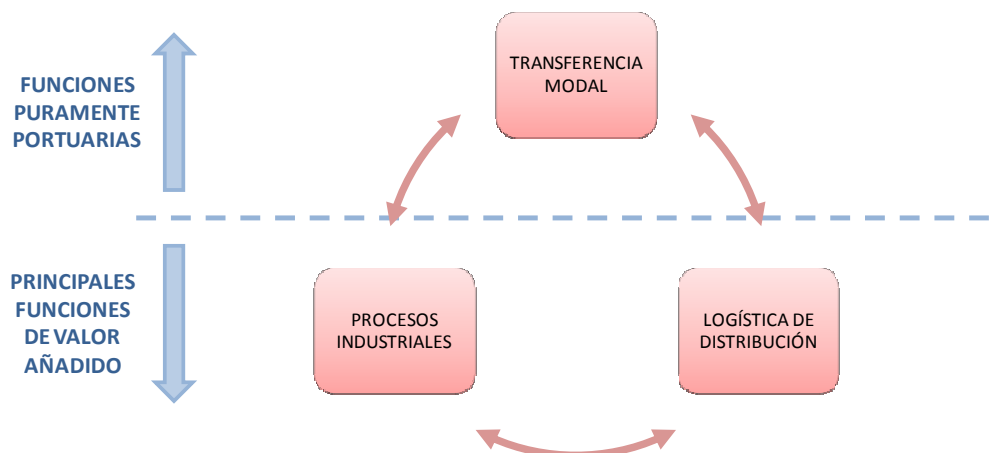 TRANSFERENCIA
MODAL
FUNCIONES
PURAMENTE
PORTUARIAS
PRINCIPALES
FUNCIONES
DE VALOR
AÑADIDO
PROCESOS
INDUSTRIALES
LOGÍSTICA DE
DISTRIBUCIÓN